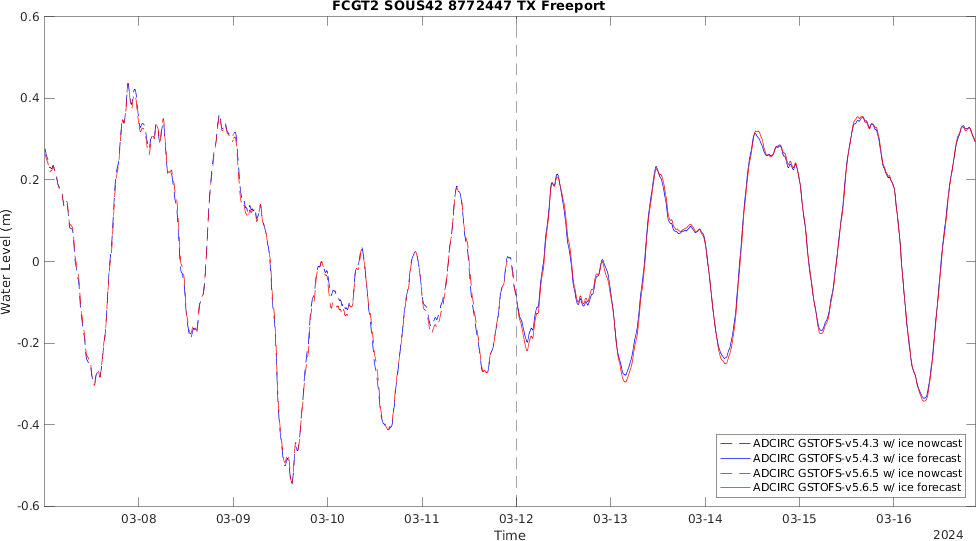 FCGT2 SOUS42 8772447 TX Freeport
0.6
0.4
0.2
0
-0.2
-0.4
-0.6
Water Level (m)
03-08 03-09 03-10 03-11 03-12 03-13 03-14 03-15 03-16
Time
2024
ADCIRC GSTOFS-v5.4.3 w/ ice nowcast
ADCIRC GSTOFS-v5.4.3 w/ ice forecast
ADCIRC GSTOFS-v5.6.5 w/ ice nowcast
ADCIRC GSTOFS-v5.6.5 w/ ice forecast